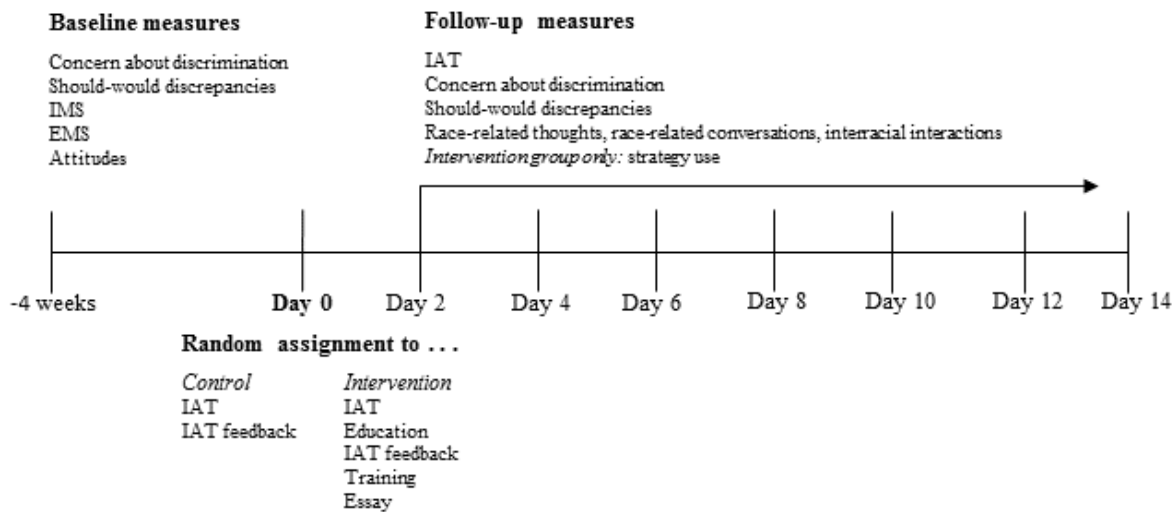 Baseline measures
Concern about discrimination
Should-would discrepancies
IMS
EMS
Attitudes
Follow-up measures
IAT
Concern about discrimination
Should-would discrepancies
Race-related thoughts, race-related conversations, interracial interactions
Intervention group only: strategy use
-4 weeks
Day 0
Day 2
Day 4
Day 6
Day 8
Day 10
Day 12
Day 14
Random assignment to . . .
Control
IAT
IAT feedback
Intervention
IAT
Education
IAT feedback
Training
Essay